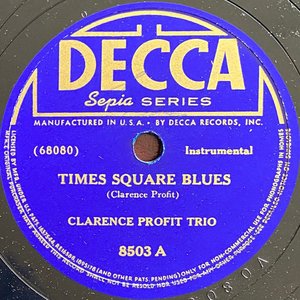 DECCA
Sepia SERIES
MANUFACTURED IN U.S.A. - BY DECCA RECORDS, INC.
(68080)
Instrumental
TIMES SQUARE BLUES
(Clarence Profit)
CLARENCE PROFIT TRIO
8503 A